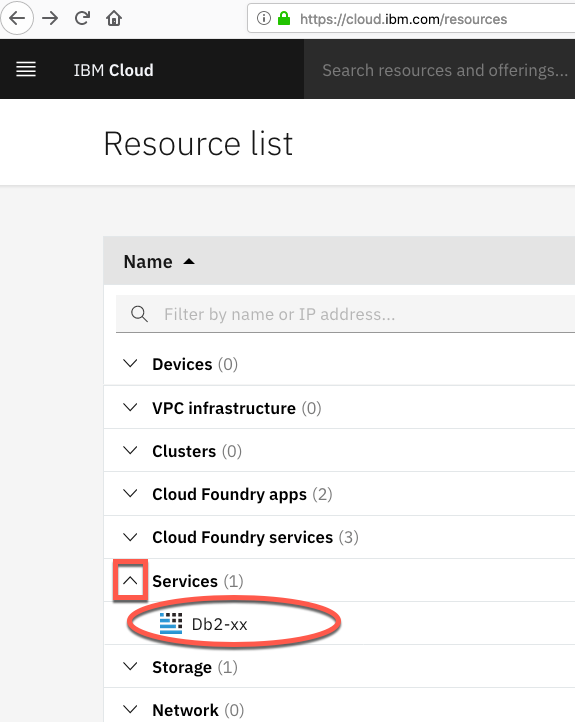 https://cloud.ibm.com/resources
IBM Cloud
Search resources and offerings...
Resource list
Name
Filter by name or IP address...
Devices (0)
VPC infrastructure (0)
Clusters (0)
Cloud Foundry apps (2)
Cloud Foundry services (3)
Services (1)
Db2-xx
Storage (1)
Network (0)